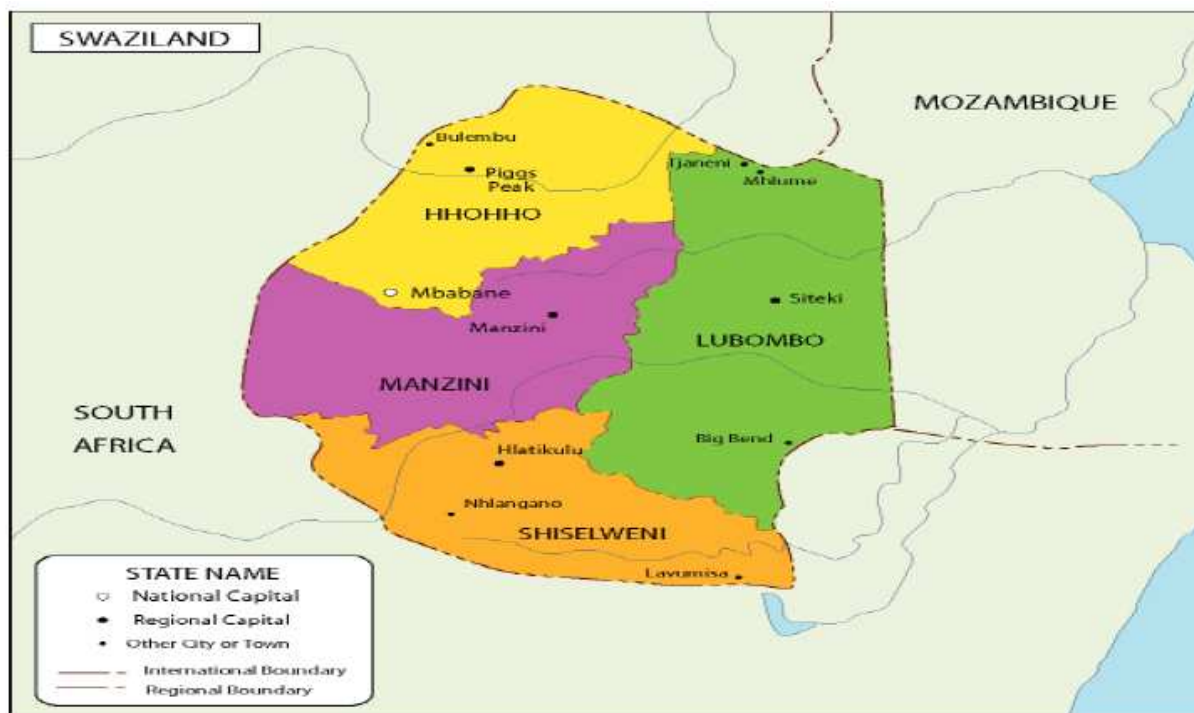 SWAZILAND
MOZAMBIQUE
Bulembu
Tjaneni
Piggs
Peak
Mhlume
HHOHHO
Mbabane
Siteki
Manzini
LUBOMBO
MANZINI
SOUTH
AFRICA
Big Bend
Hlatikulu
Nhlangano
SHISELWENI
Lavumisa
STATE NAME
National Capital
Regional Capital
Other City or Town
International Boundary
Regional Boundary